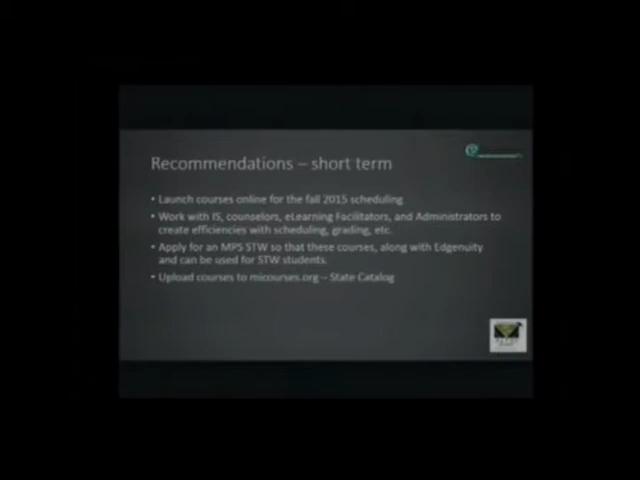 Recommendations – short term
• Launch courses online for the fall 2015 scheduling
• Work with IS, counselors, eLearning Facilitators, and Administrators to
create efficiencies with scheduling, grading, etc.
• Apply for an MPS STW so that these courses, along with Edgenuity
and can be used for STW students.
• Upload courses to micourses.org – State Catalog